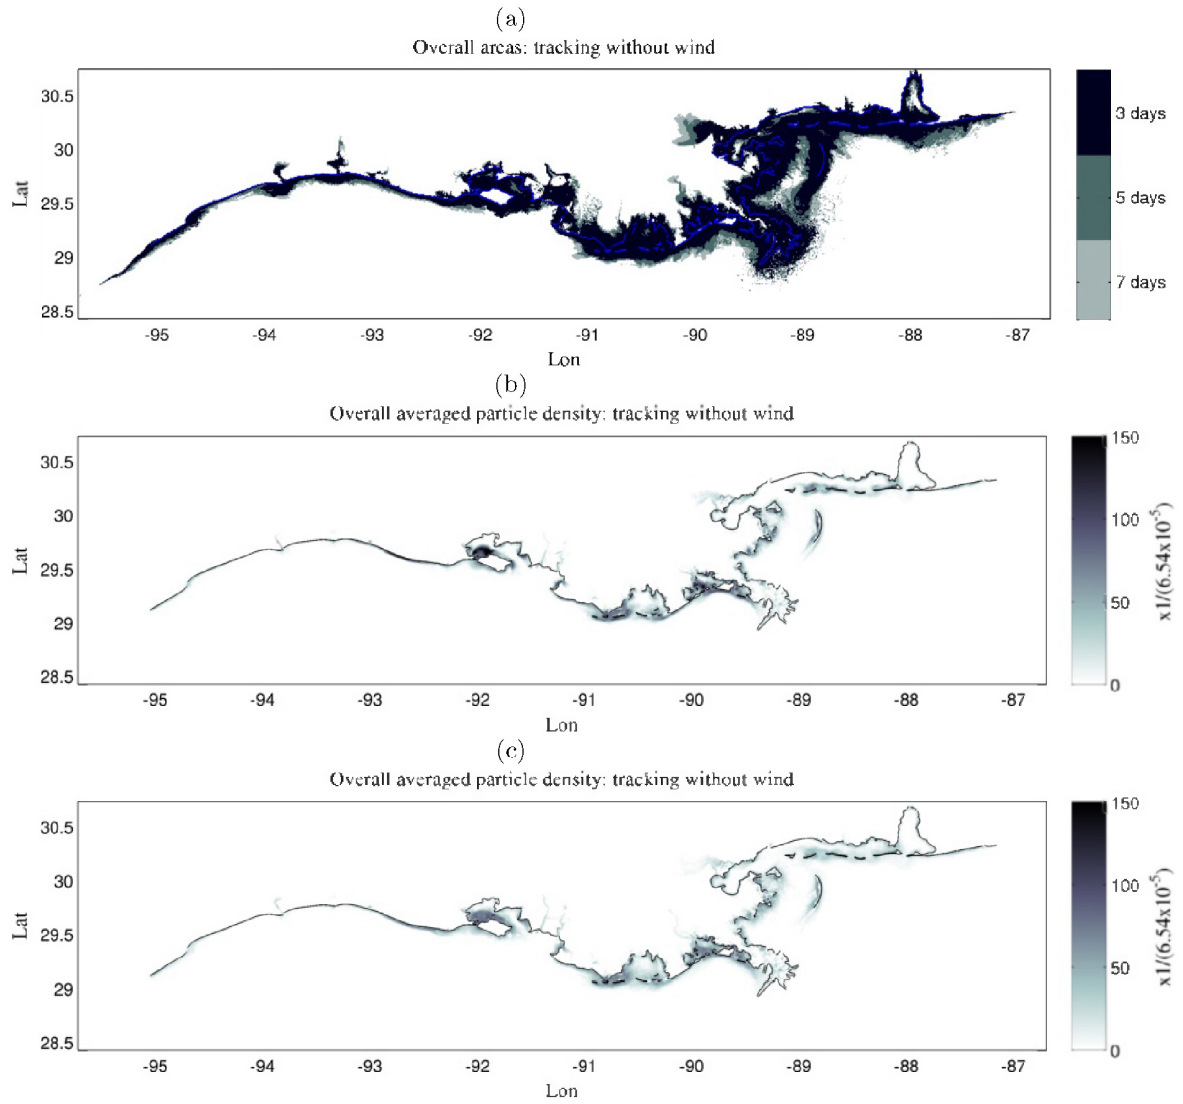 (a)
Overall areas: tracking without wind
30.5
30
29.5
29
28.5
Lat
-95 -94 -93 -92 -91 -90 -89 -88 -87
Lon
3 days
5 days
7 days
(b)
Overall averaged particle density: tracking without wind
30.5
30
29.5
29
28.5
Lat
-95 -94 -93 -92 -91 -90 -89 -88 -87
Lon
150
100
50
0
x1/(6.54x10^-5)
(c)
Overall averaged particle density: tracking without wind
30.5
30
29.5
29
28.5
Lat
-95 -94 -93 -92 -91 -90 -89 -88 -87
Lon
150
100
50
0
x1/(6.54x10^-5)